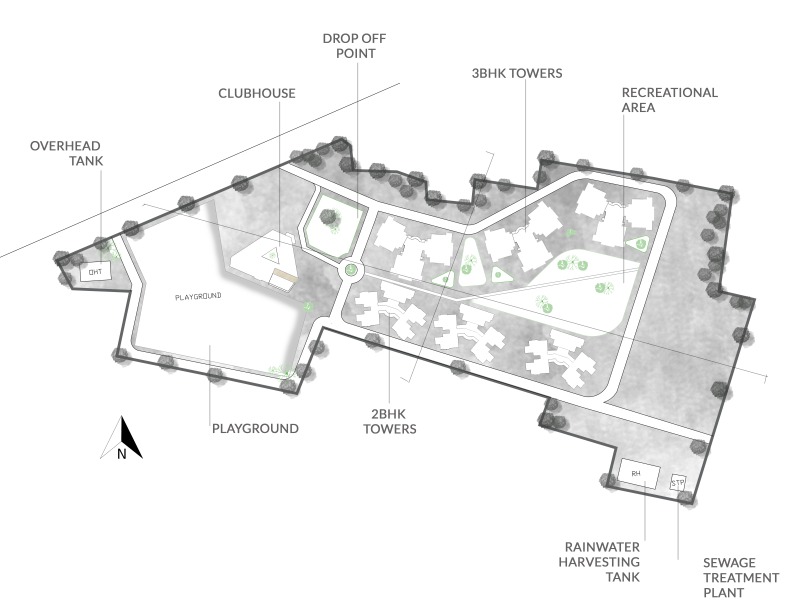 DROP OFF
POINT
3BHK TOWERS
CLUBHOUSE
RECREATIONAL
AREA
OVERHEAD
TANK
OHT
PLAYGROUND
2BHK
TOWERS
PLAYGROUND
N
RH
STP
RAINWATER
HARVESTING
TANK
SEWAGE
TREATMENT
PLANT